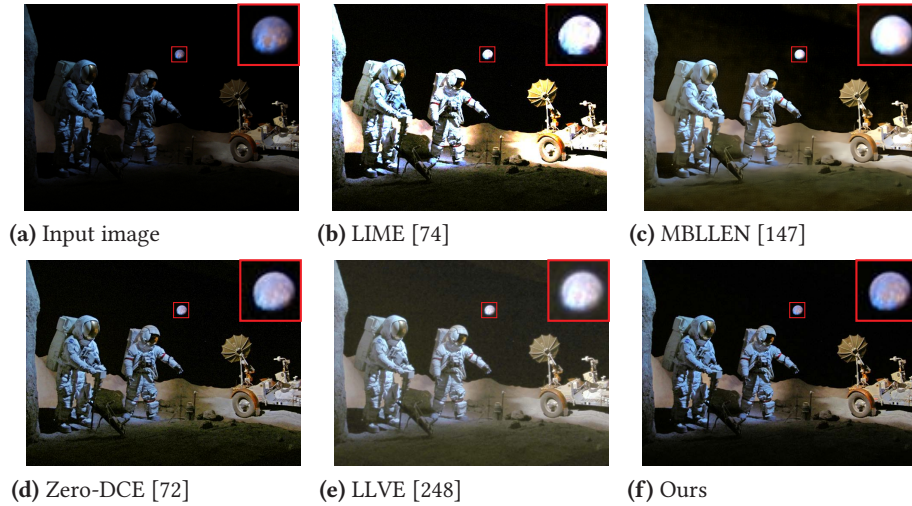 (a) Input image
(b) LIME [74]
(c) MBLLEN [147]
(d) Zero-DCE [72]
(e) LLVE [248]
(f) Ours